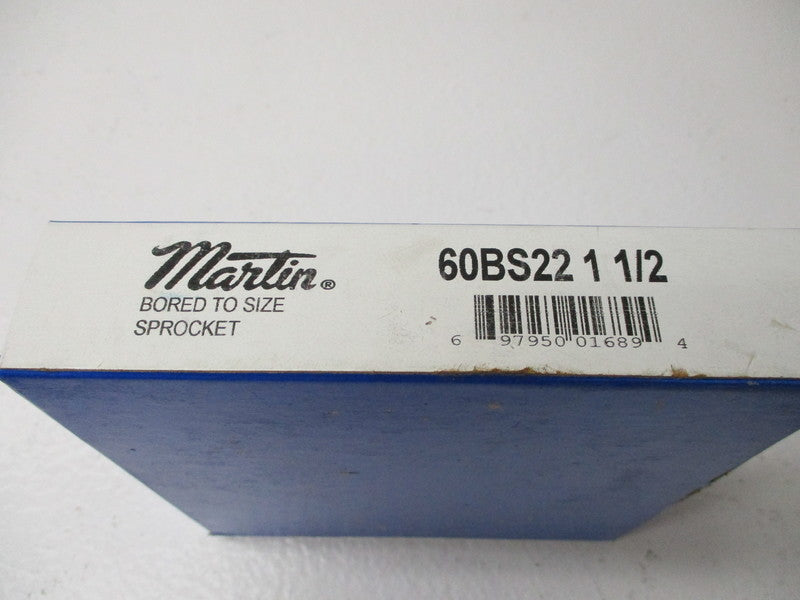 Martin®
BORED TO SIZE
SPROCKET
60BS22 1 1/2
6 97950 01689 4